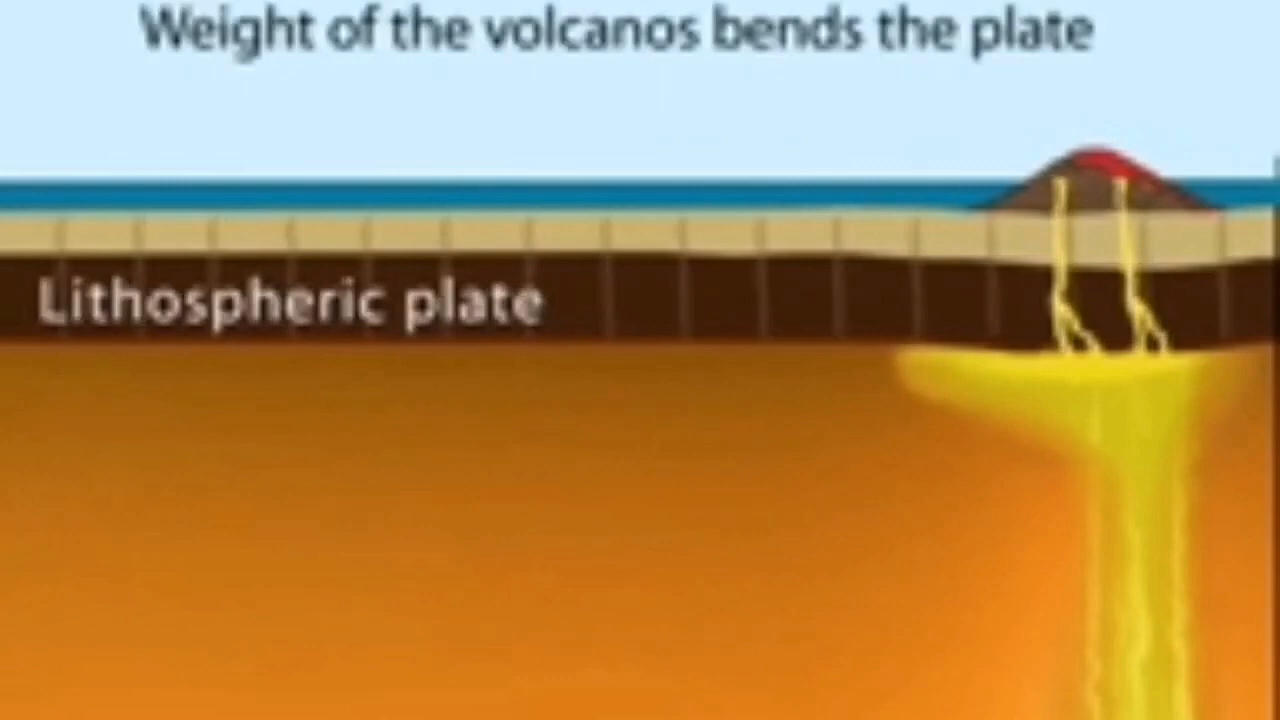 Weight of the volcanos bends the plate
Lithospheric plate